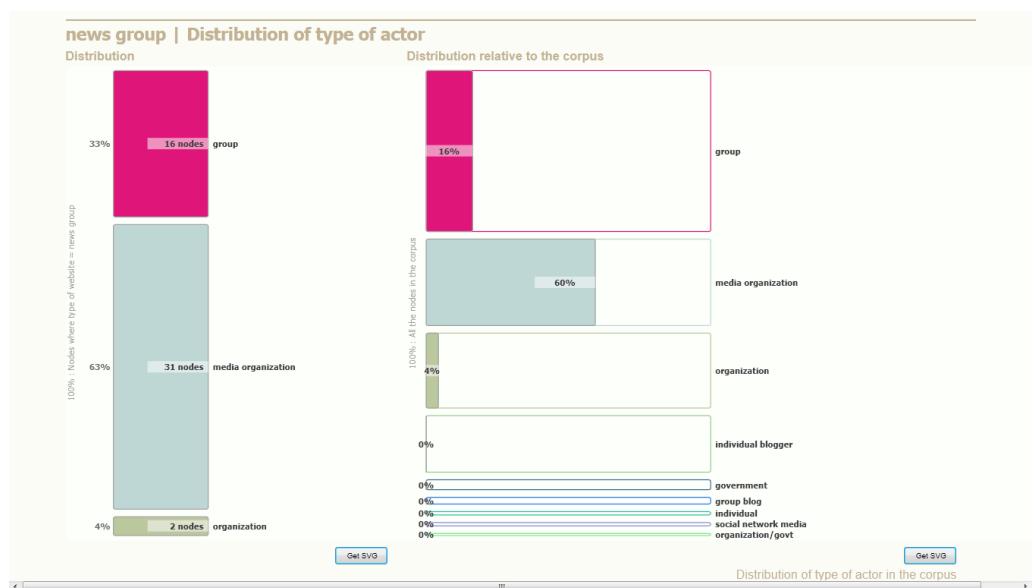 news group | Distribution of type of actor
Distribution
Distribution relative to the corpus
100% : Nodes where type of website = news group
33%
16 nodes
group
63%
31 nodes
media organization
4%
2 nodes
organization
100% : All the nodes in the corpus
16%
group
60%
media organization
4%
organization
0%
individual blogger
0%
government
0%
group blog
0%
individual
0%
social network media
0%
organization/govt
Get SVG
Get SVG
Distribution of type of actor in the corpus